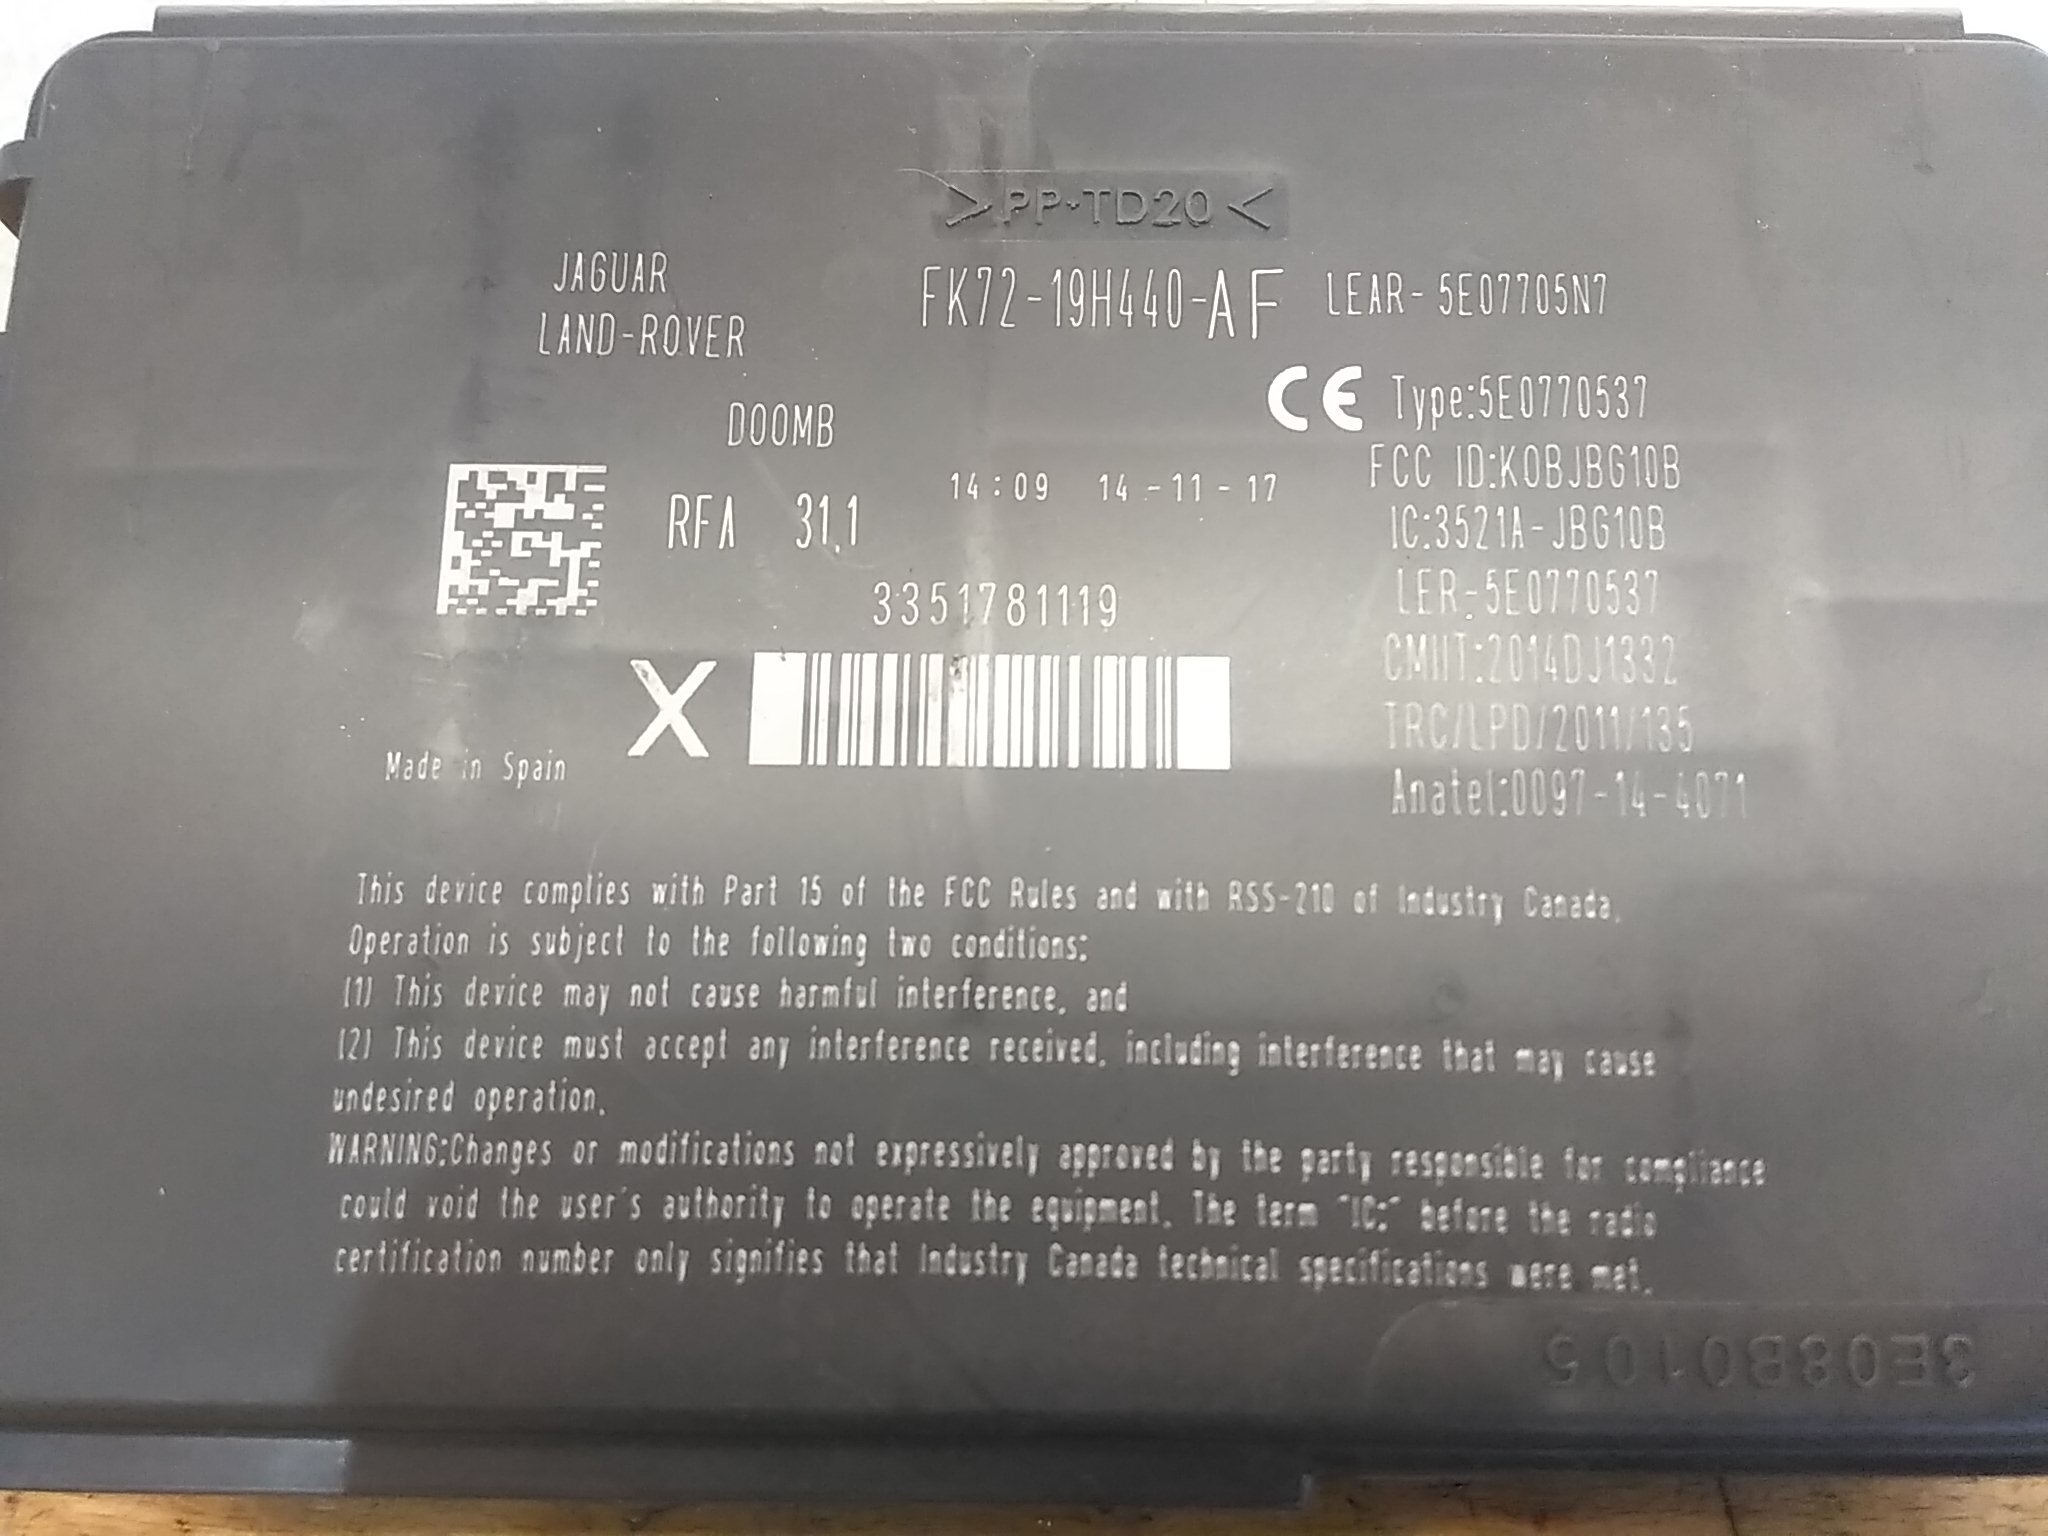 >PP-TD20<
JAGUAR
LAND-ROVER
FK72-19H440-AF
LEAR-5E07705N7
CE Type:5E0770537
D00MB
FCC ID:KOBJBG10B
RFA 31.1
14:09 14-11-17
IC:3521A-JBG10B
LER-5E0770537
3351781119
CMIIT:2014DJ1332
X
TRC/LPD/2011/135
Made in Spain
Anatel:0097-14-4071
This device complies with Part 15 of the FCC Rules and with RSS-210 of Industry Canada.
Operation is subject to the following two conditions:
(1) This device may not cause harmful interference, and
(2) This device must accept any interference received, including interference that may cause
undesired operation.
WARNING:Changes or modifications not expressively approved by the party responsible for compliance
could void the user's authority to operate the equipment. The term "IC:" before the radio
certification number only signifies that Industry Canada technical specifications were met.
3E08B0105